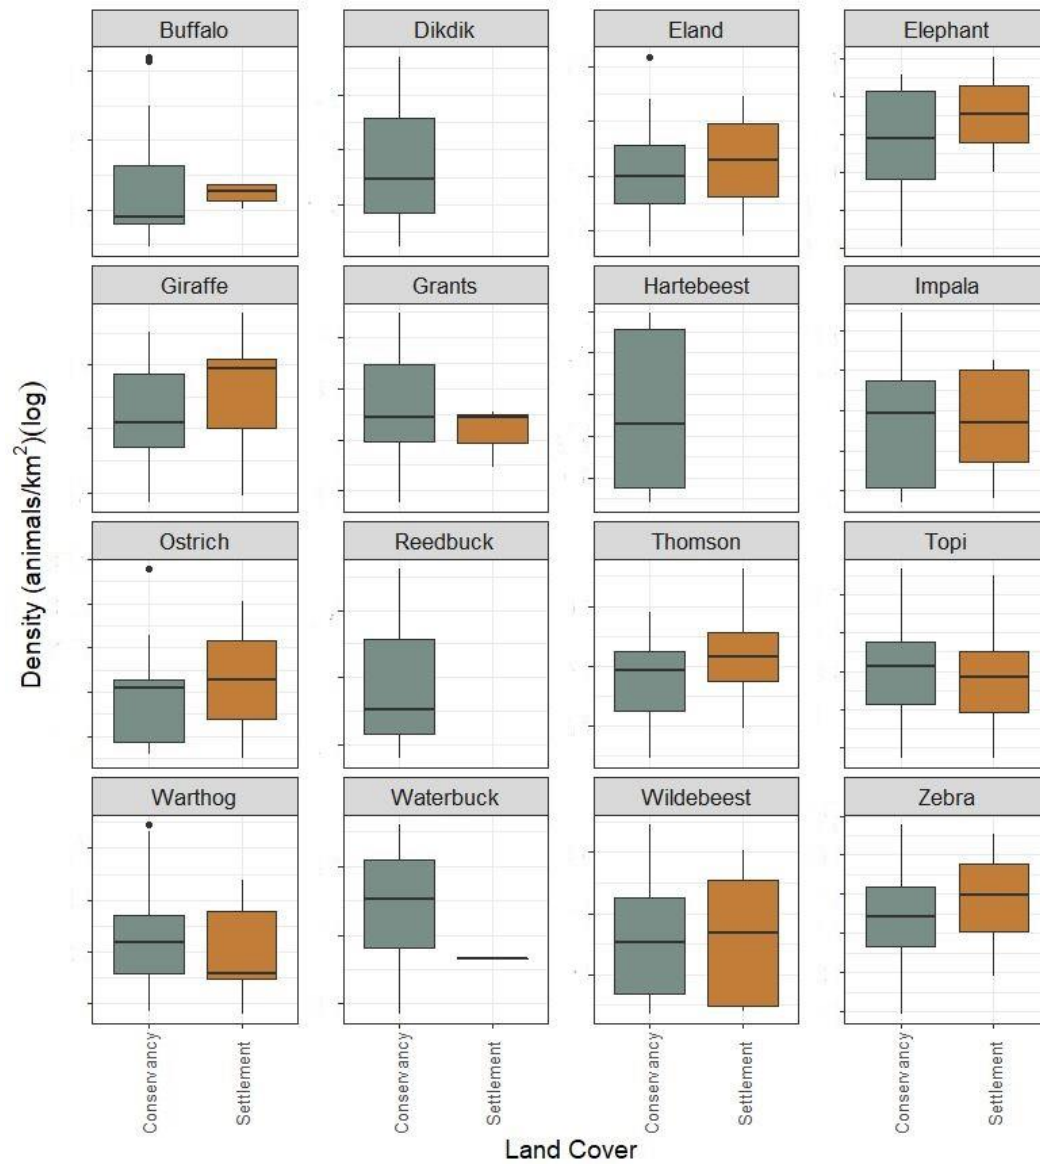 Buffalo Dikdik Eland Elephant
Giraffe Grants Hartebeest Impala
Ostrich Reedbuck Thomson Topi
Warthog Waterbuck Wildebeest Zebra
Density (animals/km²)(log)
Conservancy Settlement Conservancy Settlement Conservancy Settlement Conservancy Settlement
Land Cover